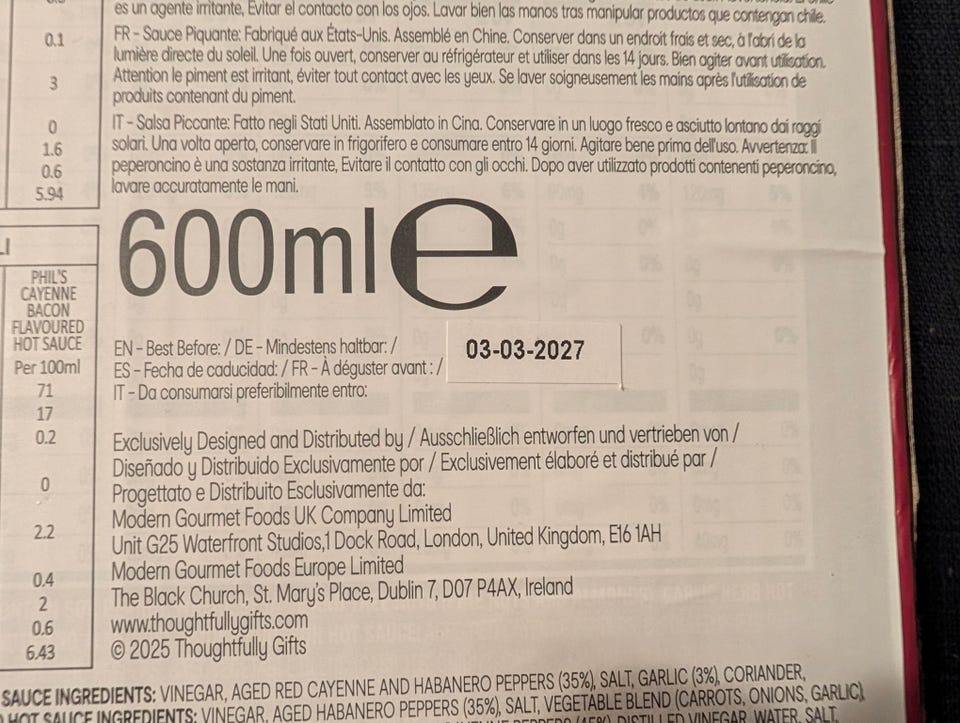 es un agente irritante, Evitar el contacto con los ojos. Lavar bien las manos tras manipular productos que contengan chile.
0.1
FR - Sauce Piquante: Fabriqué aux États-Unis. Assemblé en Chine. Conserver dans un endroit frais et sec, à l'abri de la
lumière directe du soleil. Une fois ouvert, conserver au réfrigérateur et utiliser dans les 14 jours. Bien agiter avant utilisation.
3
Attention le piment est irritant, éviter tout contact avec les yeux. Se laver soigneusement les mains après l'utilisation de
produits contenant du piment.
0
IT - Salsa Piccante: Fatto negli Stati Uniti. Assemblato in Cina. Conservare in un luogo fresco e asciutto lontano dai raggi
1.6
solari. Una volta aperto, conservare in frigorifero e consumare entro 14 giorni. Agitare bene prima dell'uso. Avvertenza: Il
0.6
peperoncino è una sostanza irritante, Evitare il contatto con gli occhi. Dopo aver utilizzato prodotti contenenti peperoncino,
5.94
lavare accuratamente le mani.
600ml e
PHIL'S
CAYENNE
BACON
FLAVOURED
HOT SAUCE
Per 100ml
71
17
0.2
0
2.2
0.4
2
0.6
6.43
EN - Best Before: / DE - Mindestens haltbar: /
ES - Fecha de caducidad: / FR - À déguster avant : /
IT - Da consumarsi preferibilmente entro:
03-03-2027
Exclusively Designed and Distributed by / Ausschließlich entworfen und vertrieben von /
Diseñado y Distribuido Exclusivamente por / Exclusivement élaboré et distribué par /
Progettato e Distribuito Esclusivamente da:
Modern Gourmet Foods UK Company Limited
Unit G25 Waterfront Studios,1 Dock Road, London, United Kingdom, E16 1AH
Modern Gourmet Foods Europe Limited
The Black Church, St. Mary's Place, Dublin 7, D07 P4AX, Ireland
www.thoughtfullygifts.com
© 2025 Thoughtfully Gifts
SAUCE INGREDIENTS: VINEGAR, AGED RED CAYENNE AND HABANERO PEPPERS (35%), SALT, GARLIC (3%), CORIANDER,
HOT SAUCE INGREDIENTS: VINEGAR, AGED HABANERO PEPPERS (35%), SALT, VEGETABLE BLEND (CARROTS, ONIONS, GARLIC),
PEPPERS (45%), DISTILLED VINEGAR, WATER, SALT,